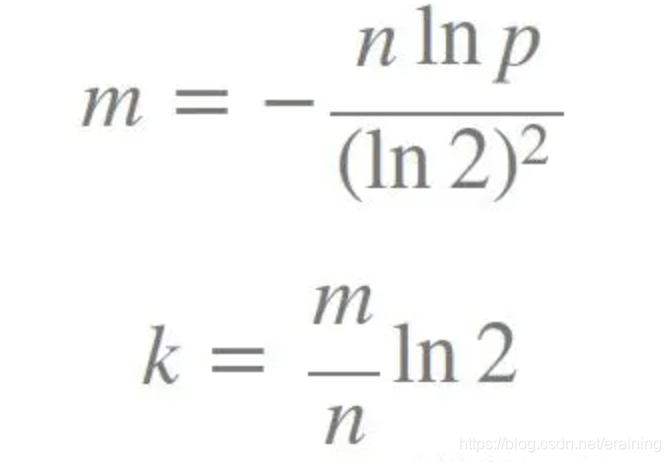 m = − n ln p / (ln 2)²
k = m / n ln 2
https://blog.csdn.net/eraining